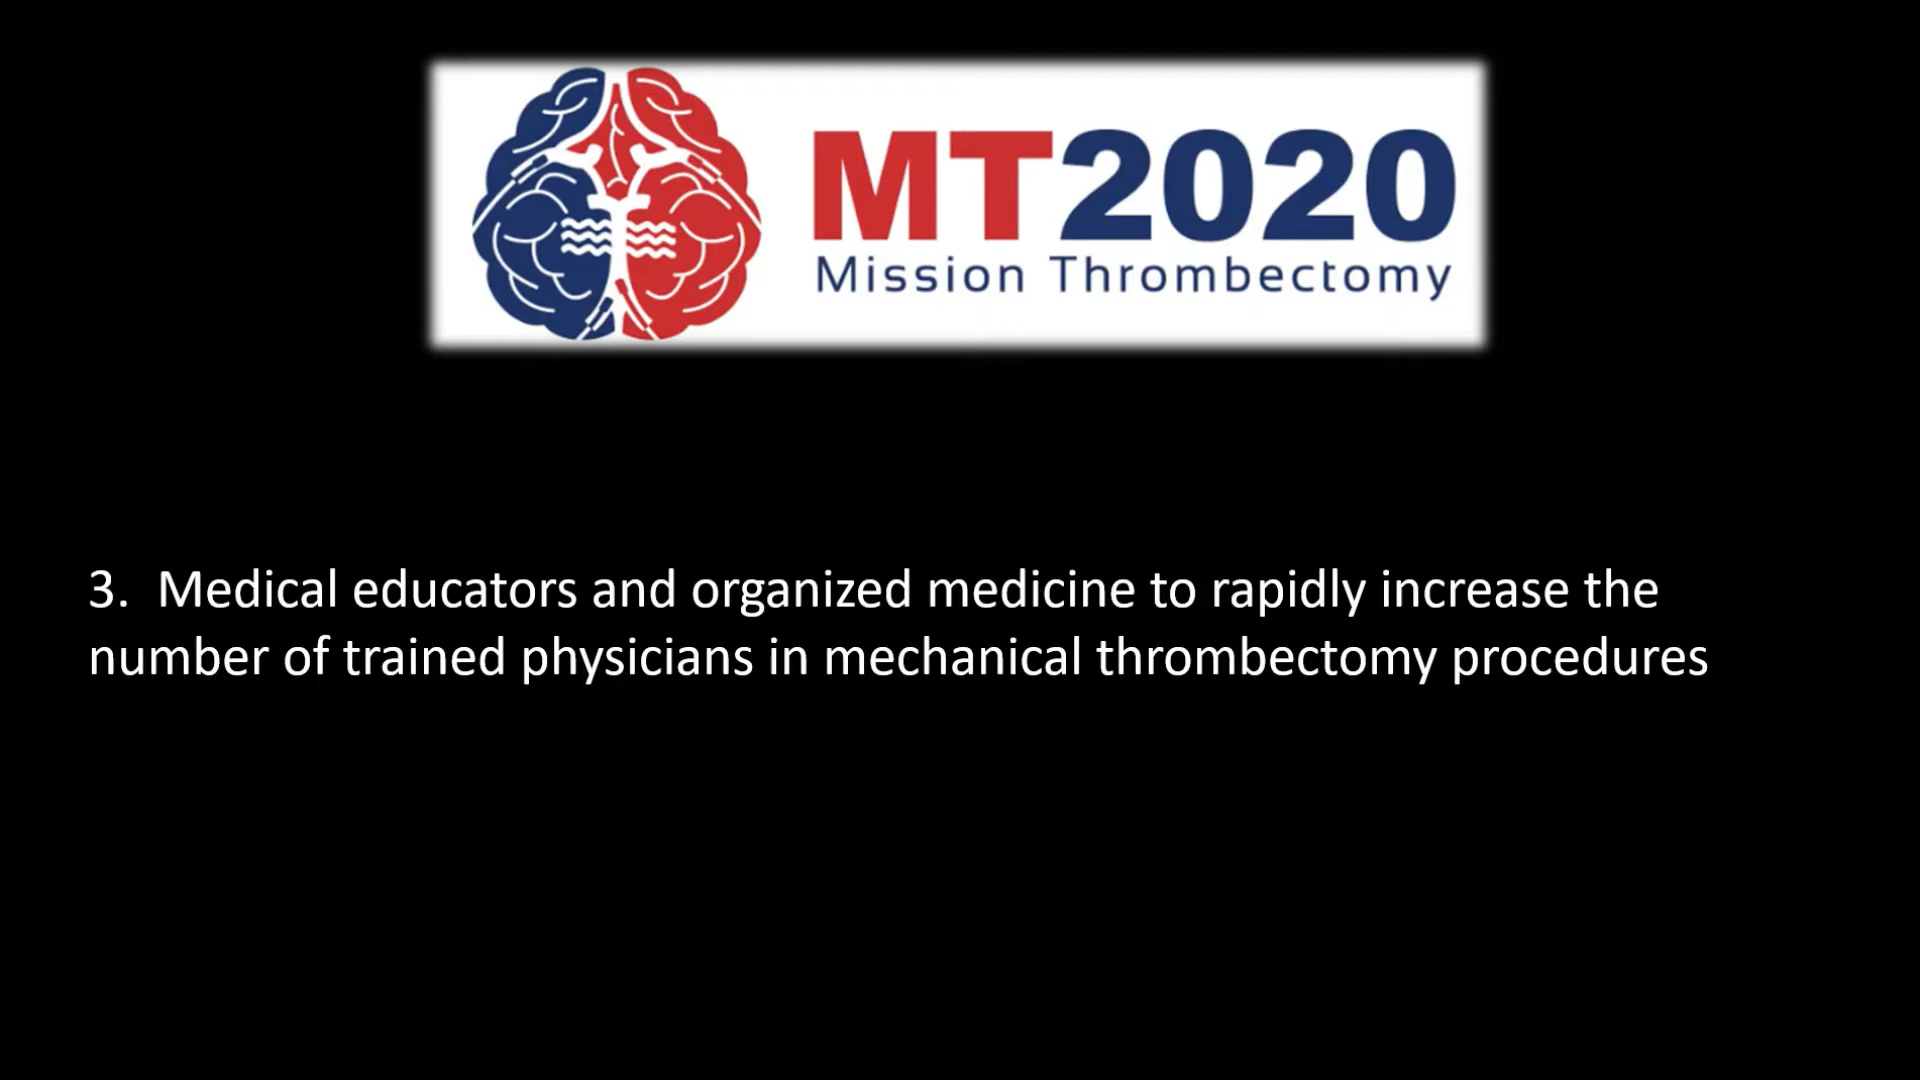 MT2020
Mission Thrombectomy
3. Medical educators and organized medicine to rapidly increase the
number of trained physicians in mechanical thrombectomy procedures